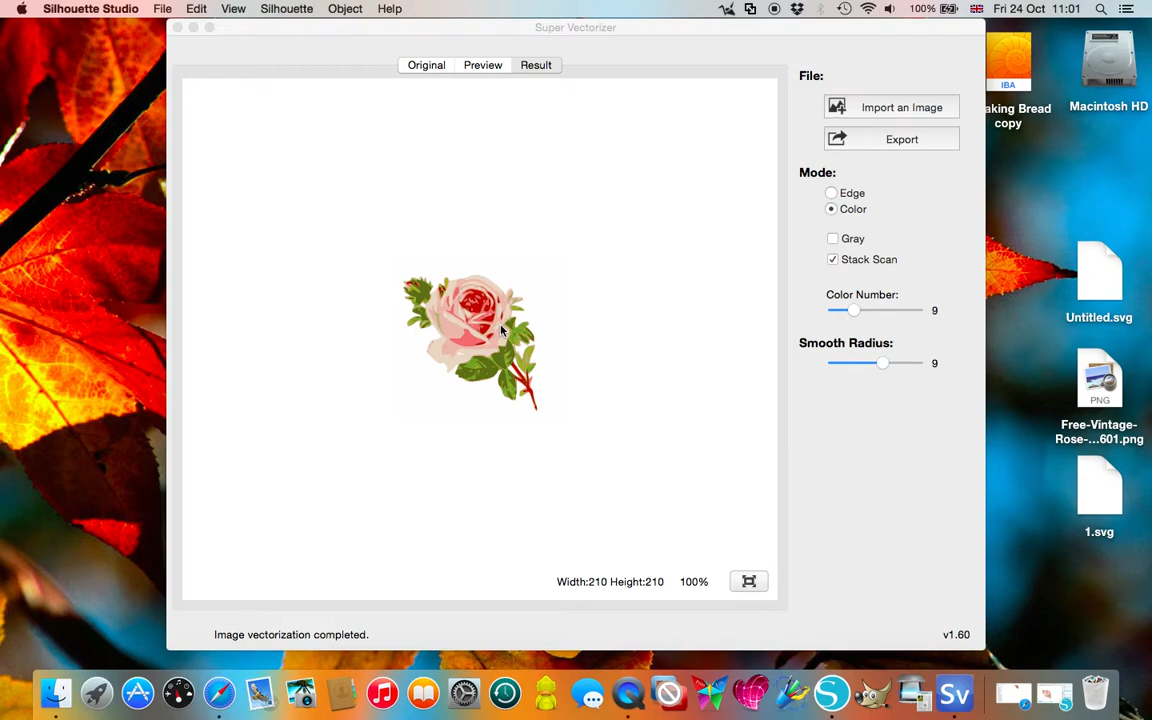 Silhouette Studio File Edit View Silhouette Object Help 100% Fri 24 Oct 11:01
Super Vectorizer
Original Preview Result
File:
Import an Image
Export
Mode:
Edge
Color
Gray
Stack Scan
Color Number:
9
Smooth Radius:
9
Width:210 Height:210 100%
Image vectorization completed.
v1.60
IBA
aking Bread
copy
Macintosh HD
Untitled.svg
PNG
Free-Vintage-
Rose-...601.png
1.svg
S
Sv
S